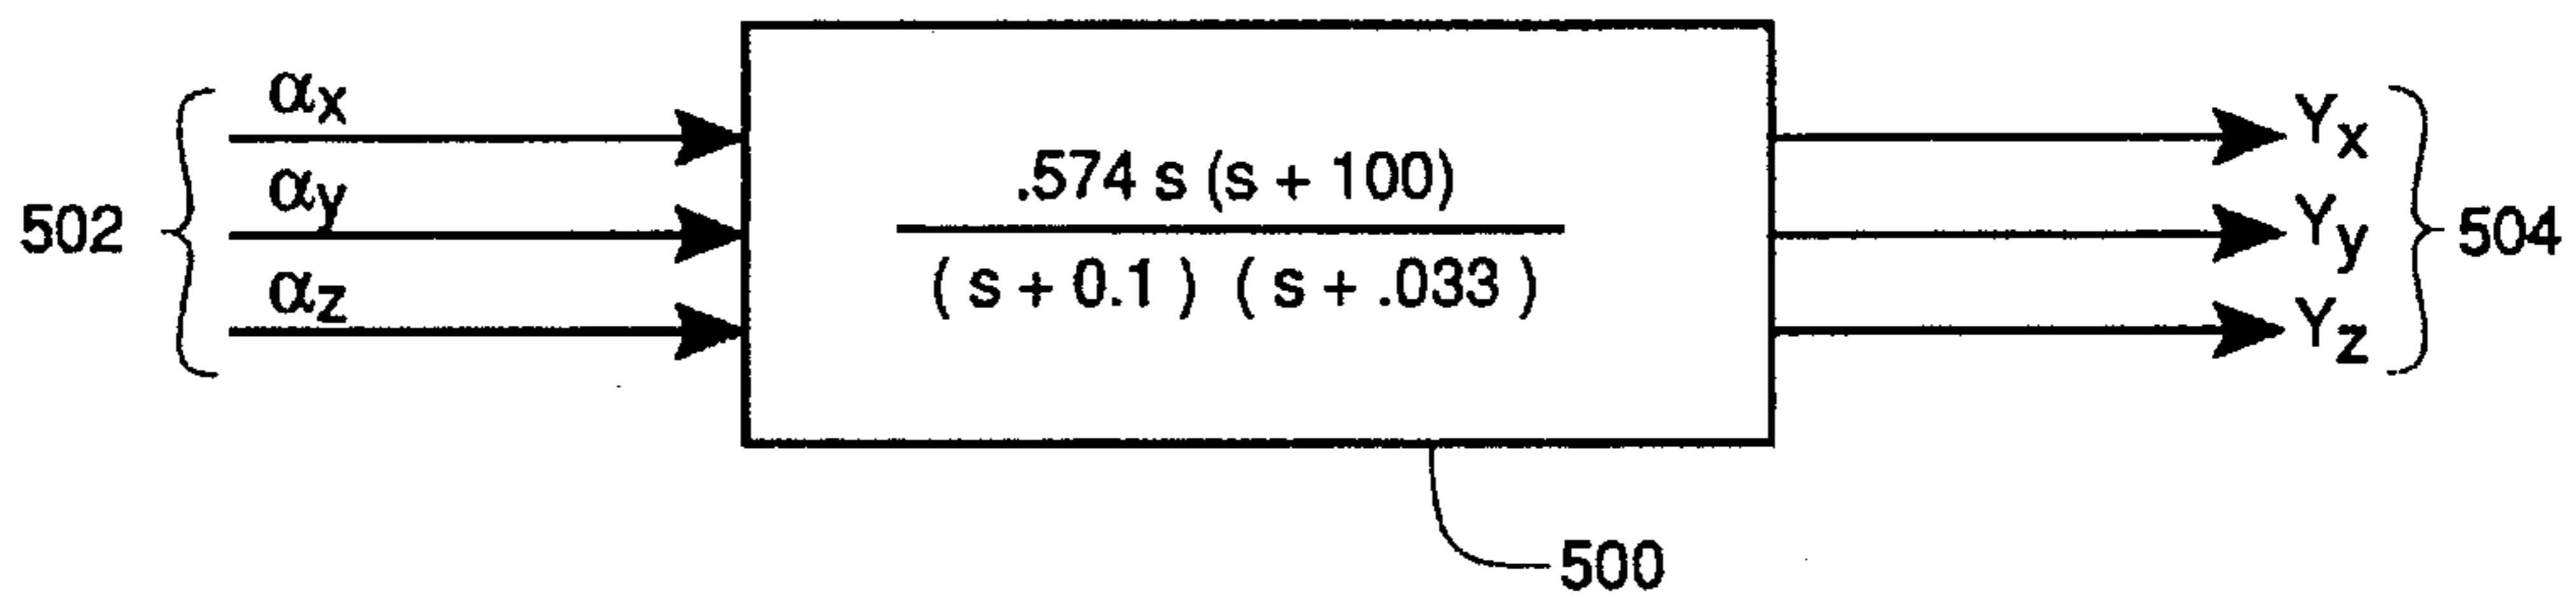 502
αx
αy
αz
.574 s (s + 100)
( s + 0.1 ) ( s + .033 )
Yx
Yy
Yz
504
500